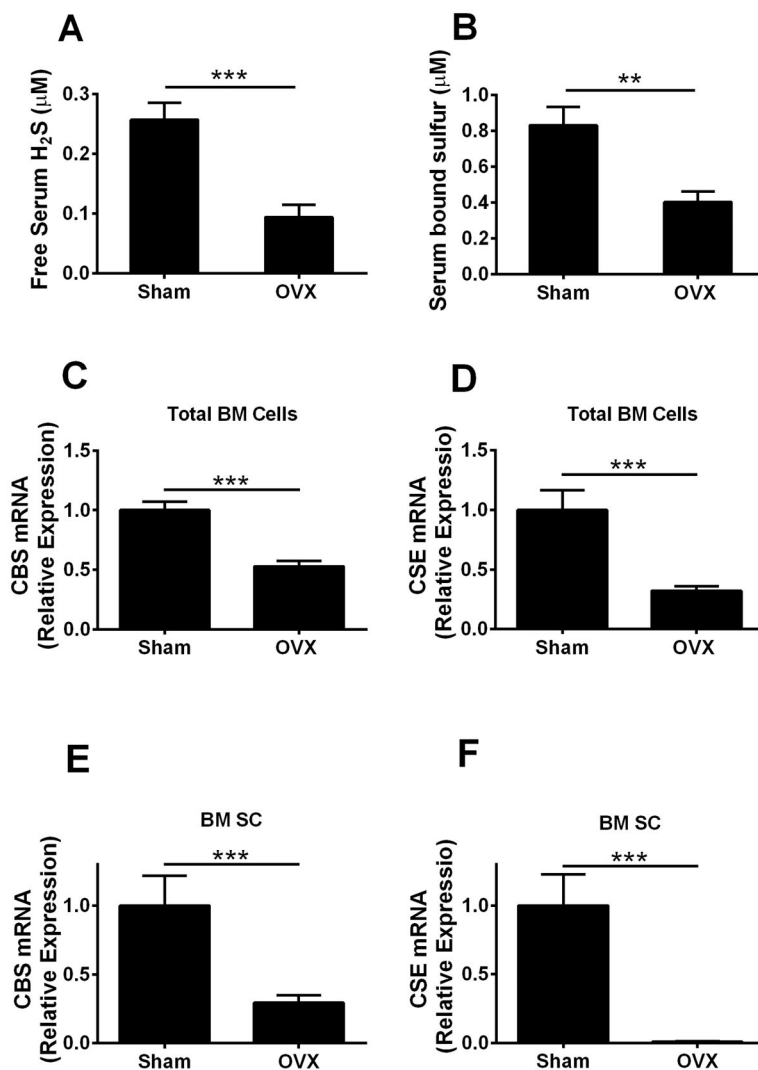 A
Free Serum H₂S (μM)
0.3
0.2
0.1
0.0
***
Sham
OVX
B
Serum bound sulfur (μM)
1.0
0.8
0.6
0.4
0.2
0.0
**
Sham
OVX
C
Total BM Cells
CBS mRNA
(Relative Expression)
1.5
1.0
0.5
0.0
***
Sham
OVX
D
Total BM Cells
CSE mRNA
(Relative Expressio)
1.5
1.0
0.5
0.0
***
Sham
OVX
E
BM SC
CBS mRNA
(Relative Expression)
1.0
0.5
0.0
***
Sham
OVX
F
BM SC
CSE mRNA
(Relative Expressio)
1.0
0.5
0.0
***
Sham
OVX